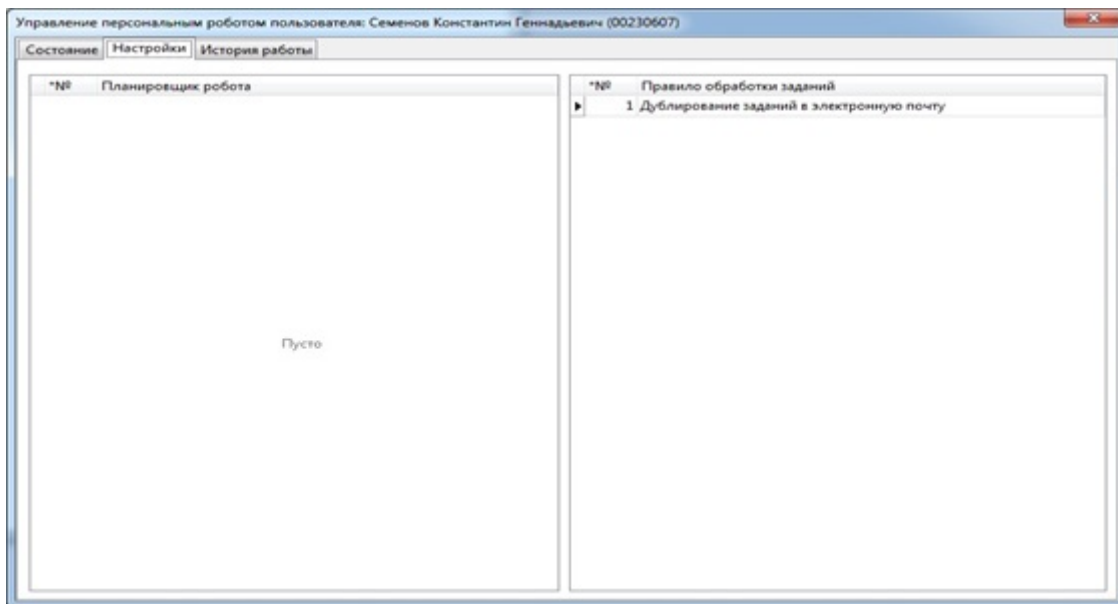 Управление персональным роботом пользователя: Семенов Константин Геннадьевич (00230607)
Состояние Настройки История работы
*№ Планировщик робота
Пусто
*№ Правило обработки заданий
1 Дублирование заданий в электронную почту